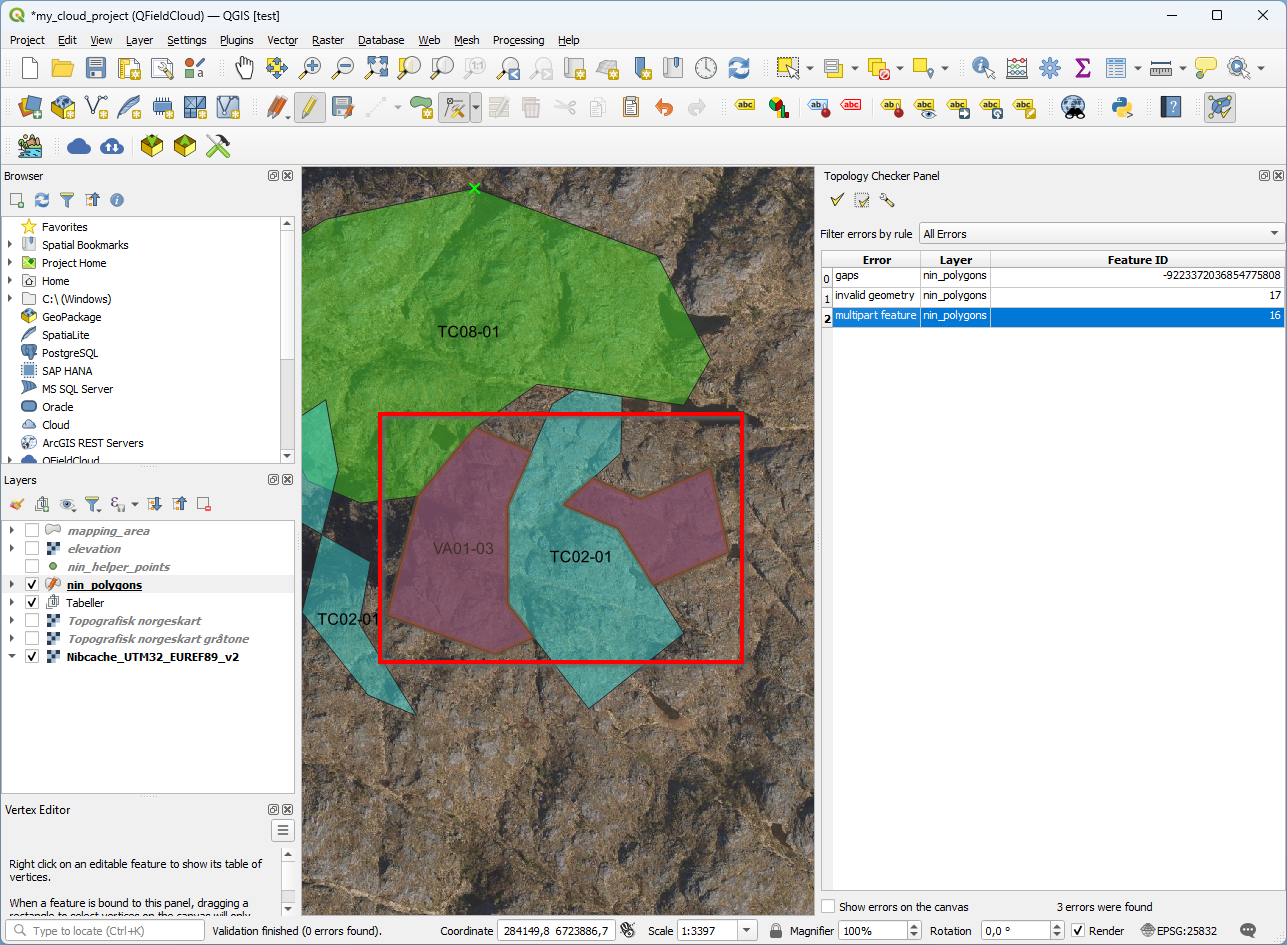 *my_cloud_project (QFieldCloud) — QGIS [test]
Project Edit View Layer Settings Plugins Vector Raster Database Web Mesh Processing Help
Browser
Favorites
Spatial Bookmarks
Project Home
Home
C:\ (Windows)
GeoPackage
SpatiaLite
PostgreSQL
SAP HANA
MS SQL Server
Oracle
Cloud
ArcGIS REST Servers
QFieldCloud
Layers
mapping_area
elevation
nin_helper_points
nin_polygons
Tabeller
Topografisk norgeskart
Topografisk norgeskart gråtone
Nibcache_UTM32_EUREF89_v2
Vertex Editor
Right click on an editable feature to show its table of
vertices.
When a feature is bound to this panel, dragging a
rectangle to select vertices on the canvas will only
TC08-01
VA01-03
TC02-01
TC02-01
Topology Checker Panel
Filter errors by rule All Errors
Error Layer Feature ID
0 gaps nin_polygons -9223372036854775808
1 invalid geometry nin_polygons 17
2 multipart feature nin_polygons 16
Show errors on the canvas 3 errors were found
Type to locate (Ctrl+K) Validation finished (0 errors found). Coordinate 284149,8 6723886,7 Scale 1:3397 Magnifier 100% Rotation 0,0 ° Render EPSG:25832